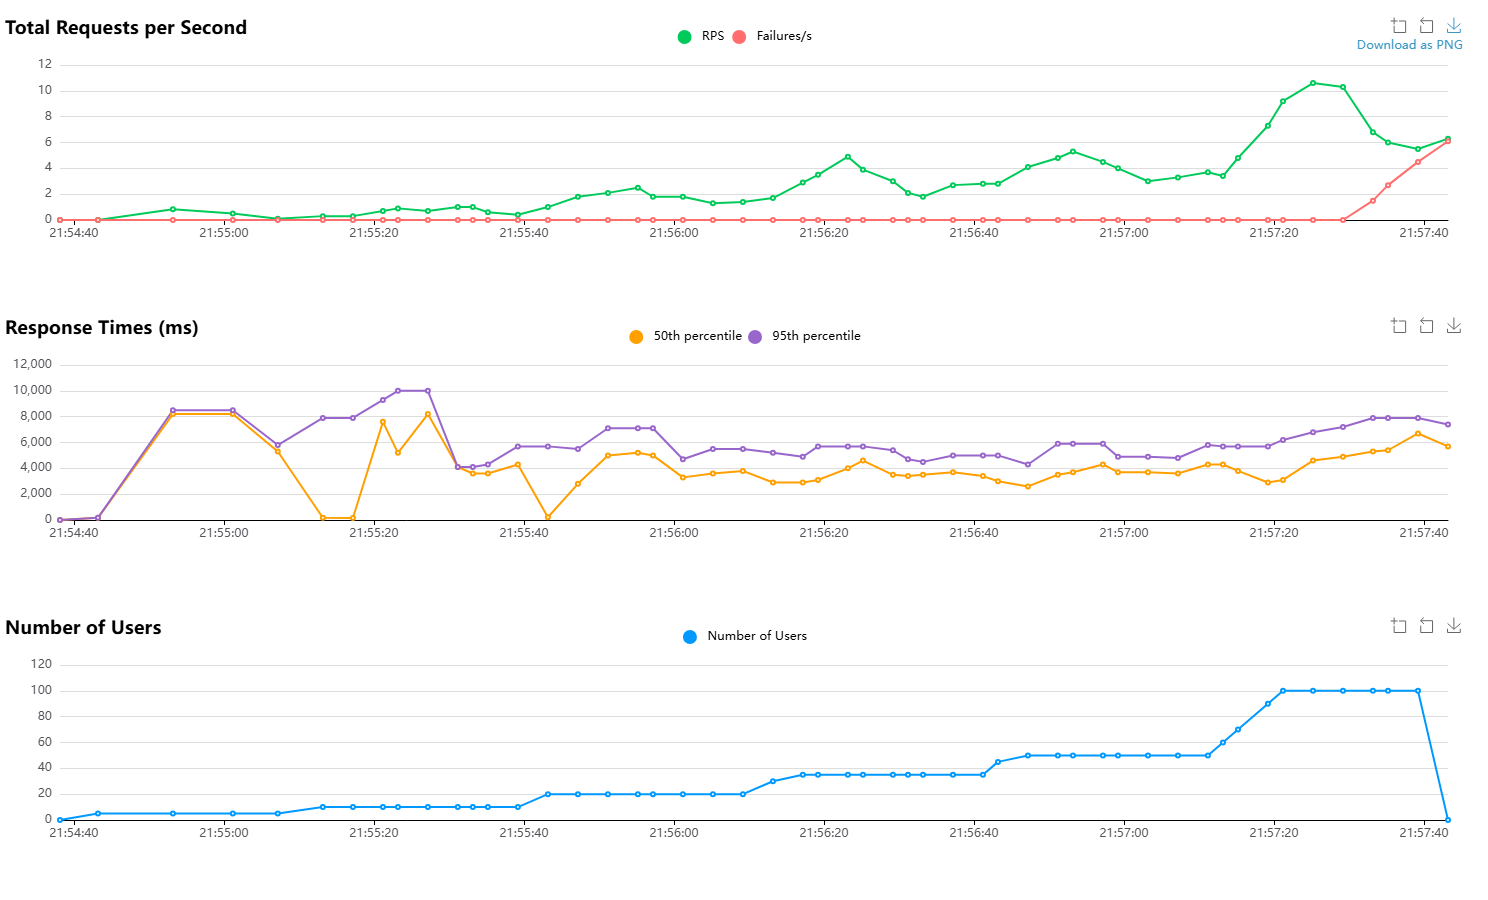 Total Requests per Second
RPS Failures/s
Download as PNG
12
10
8
6
4
2
0
21:54:40 21:55:00 21:55:20 21:55:40 21:56:00 21:56:20 21:56:40 21:57:00 21:57:20 21:57:40
Response Times (ms)
50th percentile 95th percentile
12,000
10,000
8,000
6,000
4,000
2,000
0
21:54:40 21:55:00 21:55:20 21:55:40 21:56:00 21:56:20 21:56:40 21:57:00 21:57:20 21:57:40
Number of Users
Number of Users
120
100
80
60
40
20
0
21:54:40 21:55:00 21:55:20 21:55:40 21:56:00 21:56:20 21:56:40 21:57:00 21:57:20 21:57:40